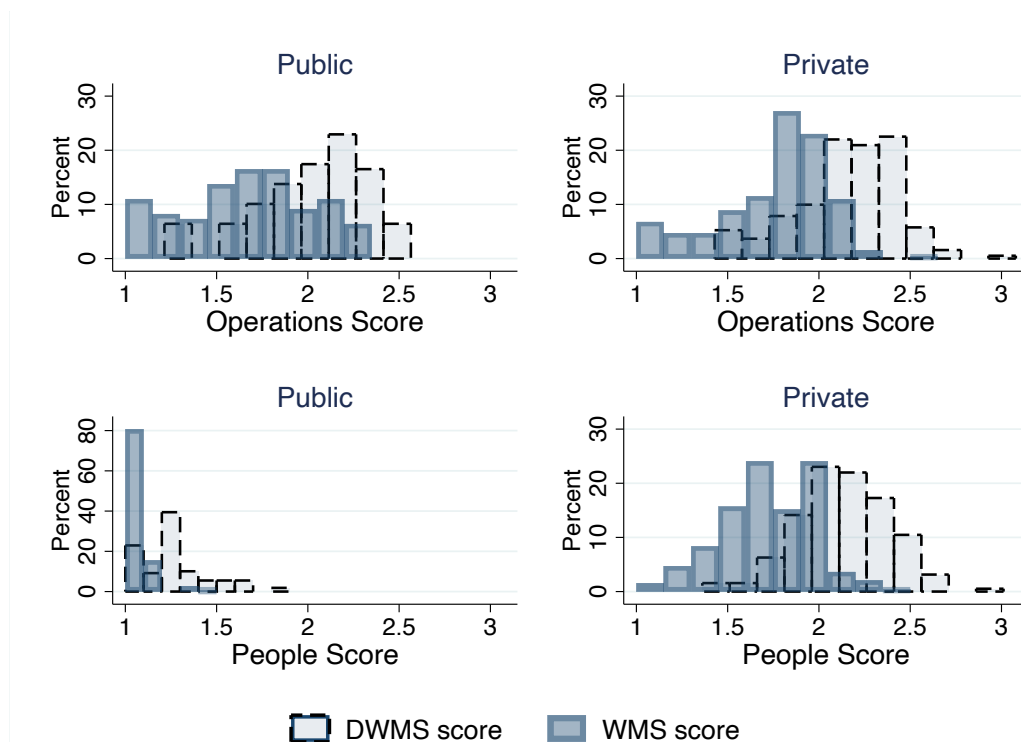 Public
30
20
10
0
Percent
1 1.5 2 2.5 3
Operations Score
Private
30
20
10
0
Percent
1 1.5 2 2.5 3
Operations Score
Public
80
60
40
20
0
Percent
1 1.5 2 2.5 3
People Score
Private
30
20
10
0
Percent
1 1.5 2 2.5 3
People Score
DWMS score WMS score